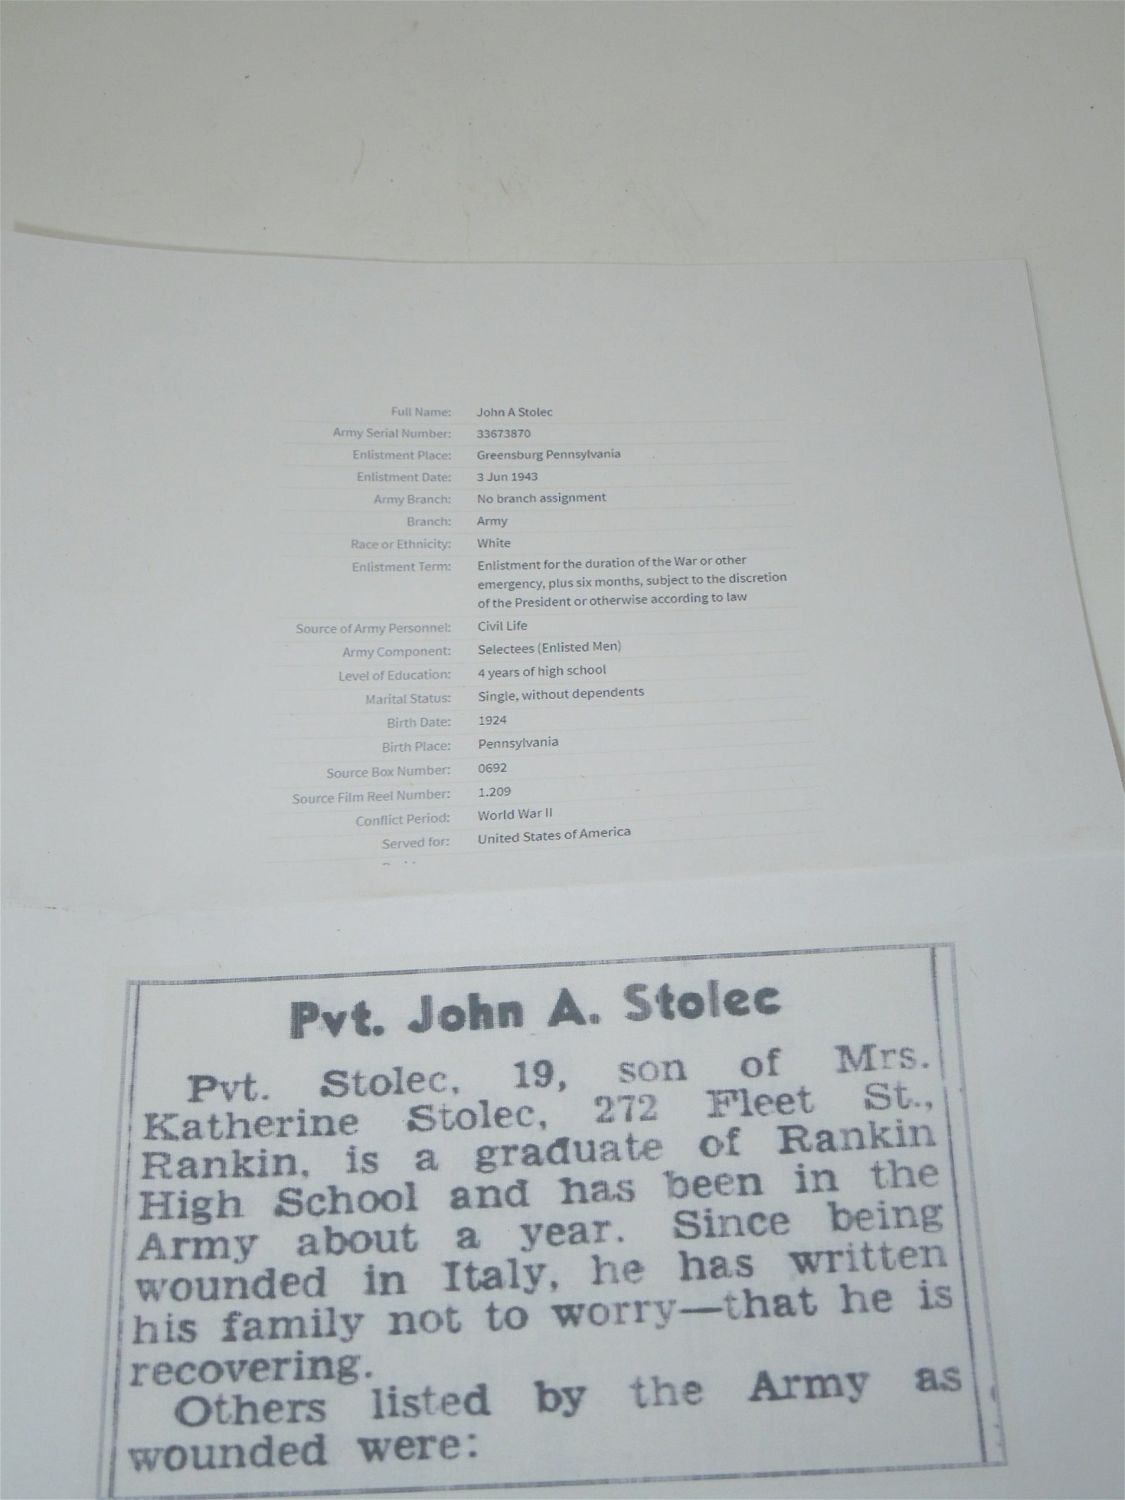 Full Name: John A Stolec
Army Serial Number: 33673870
Enlistment Place: Greensburg Pennsylvania
Enlistment Date: 3 Jun 1943
Army Branch: No branch assignment
Branch: Army
Race or Ethnicity: White
Enlistment Term: Enlistment for the duration of the War or other
emergency, plus six months, subject to the discretion
of the President or otherwise according to law
Source of Army Personnel: Civil Life
Army Component: Selectees (Enlisted Men)
Level of Education: 4 years of high school
Marital Status: Single, without dependents
Birth Date: 1924
Birth Place: Pennsylvania
Source Box Number: 0692
Source Film Reel Number: 1.209
Conflict Period: World War II
Served for: United States of America
Pvt. John A. Stolec
Pvt. Stolec, 19, son of Mrs.
Katherine Stolec, 272 Fleet St.,
Rankin, is a graduate of Rankin
High School and has been in the
Army about a year. Since being
wounded in Italy, he has written
his family not to worry—that he is
recovering.
Others listed by the Army as
wounded were: